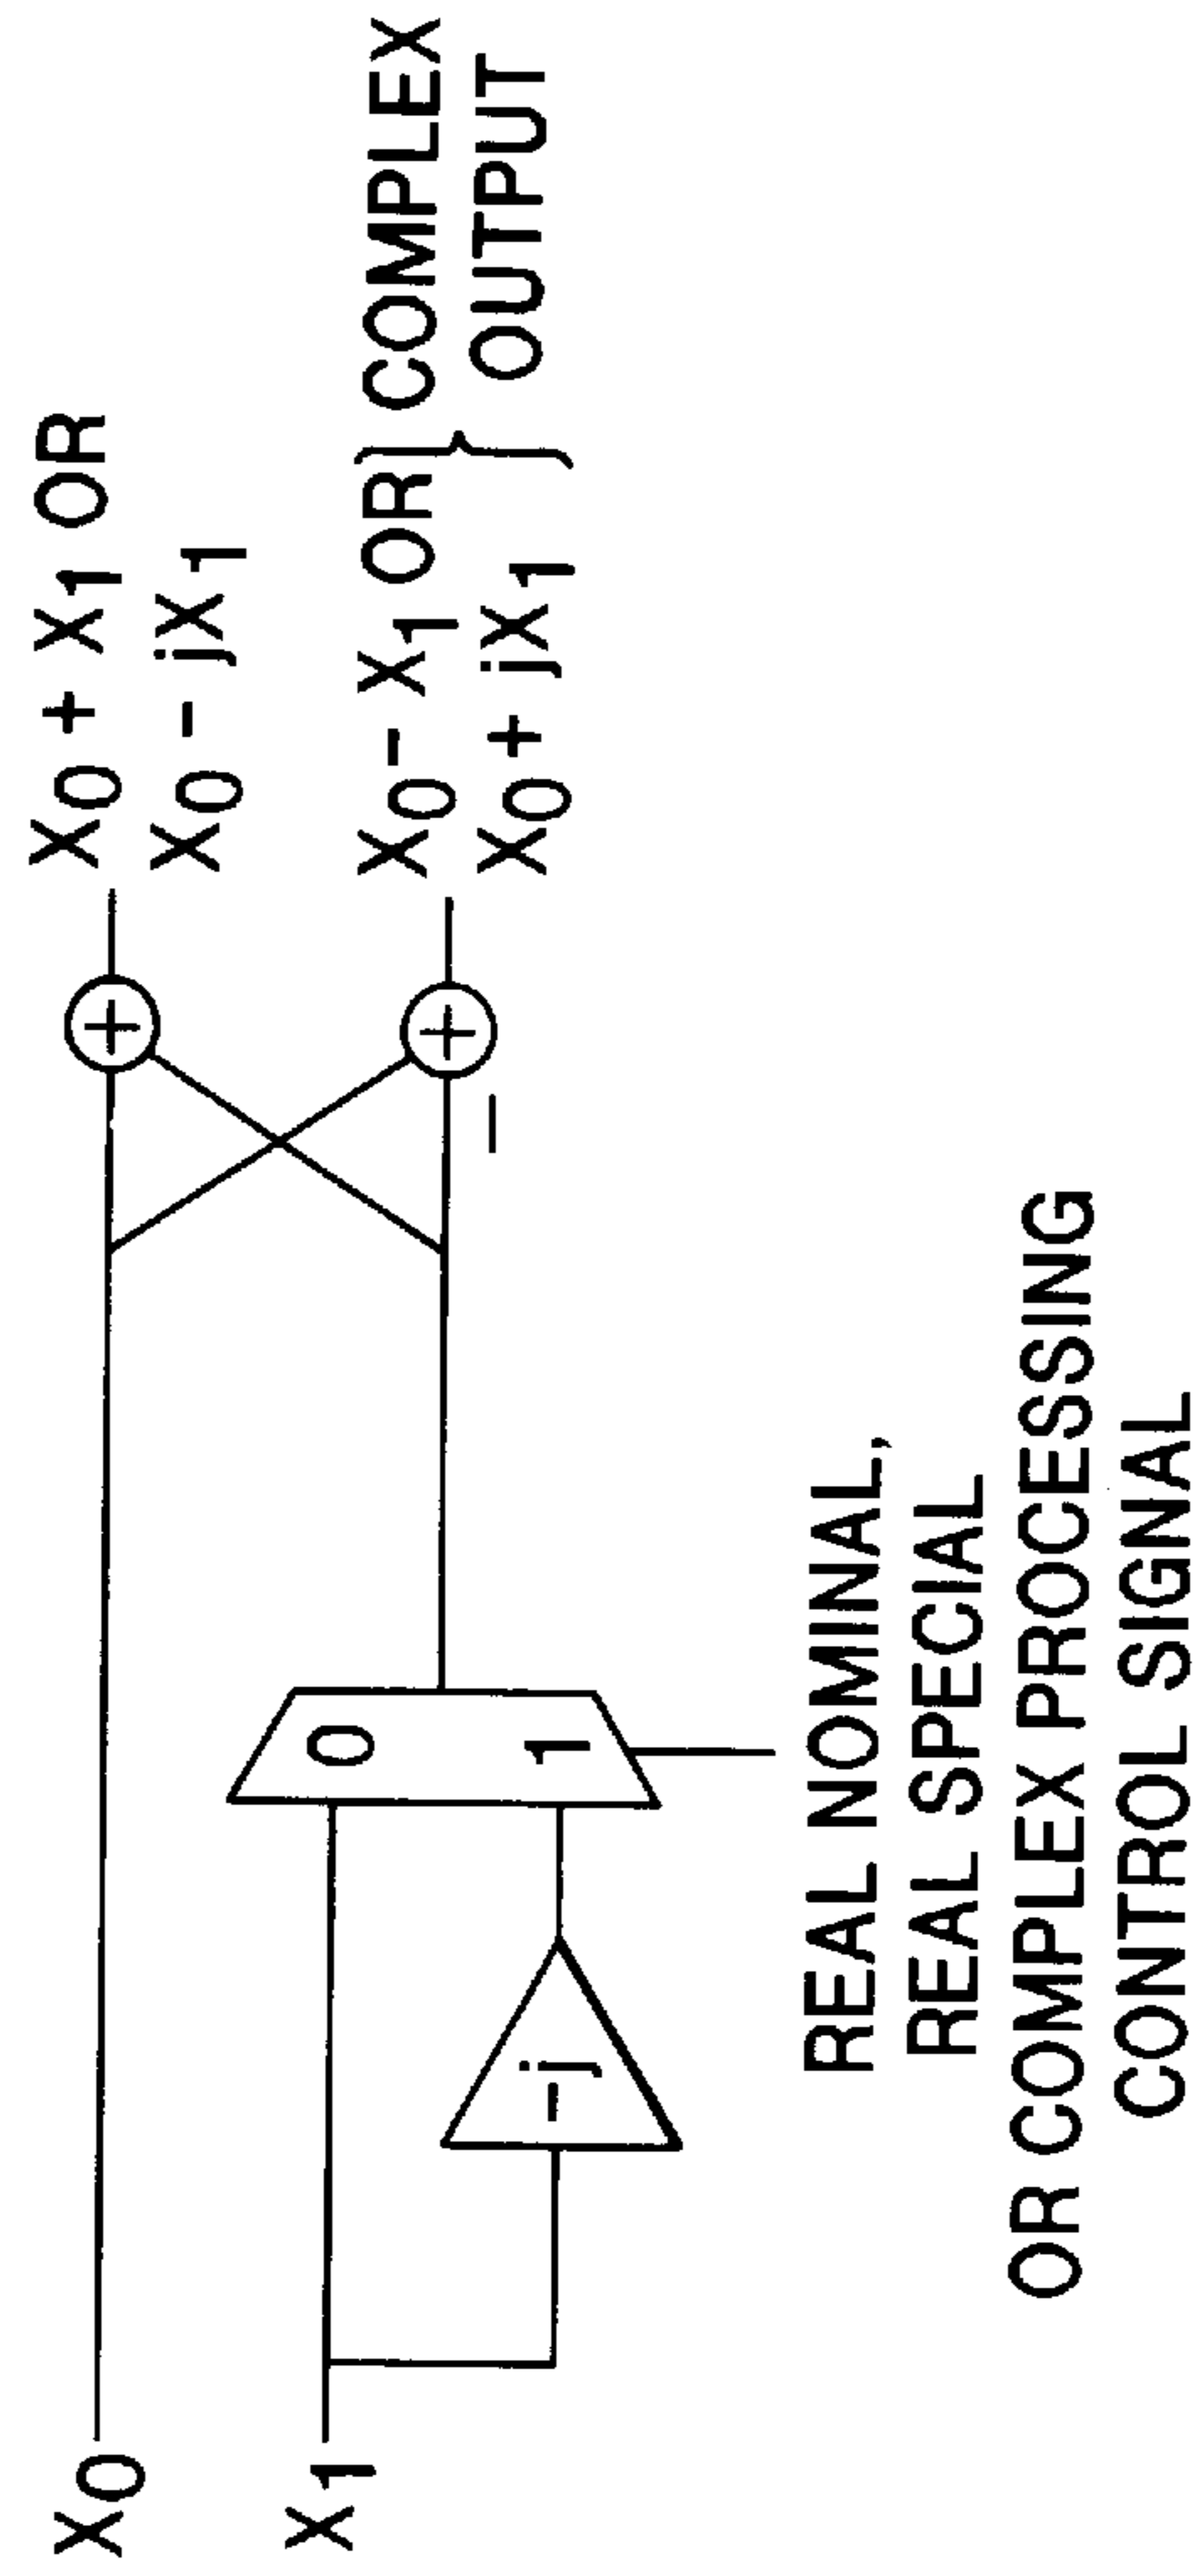 X0
X1
-j
0
1
REAL NOMINAL,
REAL SPECIAL
OR COMPLEX PROCESSING
CONTROL SIGNAL
+
+
−
X0 + X1 OR
X0 - jX1
X0 - X1 OR
X0 + jX1
COMPLEX
OUTPUT